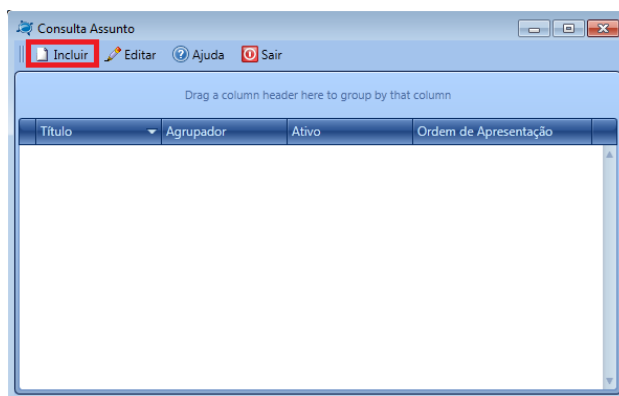 Consulta Assunto
Incluir Editar Ajuda Sair
Drag a column header here to group by that column
Título Agrupador Ativo Ordem de Apresentação